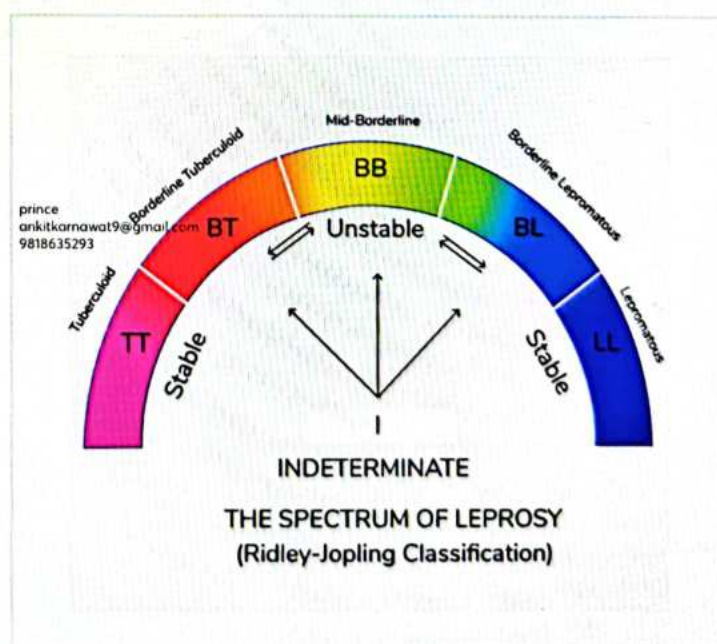 Mid-Borderline
Borderline Tuberculoid
Borderline Lepromatous
BB
prince
ankitkarnawat9@gmail.com
9818635293
BT
Unstable
BL
Tuberculoid
Lepromatous
TT
Stable
Stable
LL
I
INDETERMINATE
THE SPECTRUM OF LEPROSY
(Ridley-Jopling Classification)